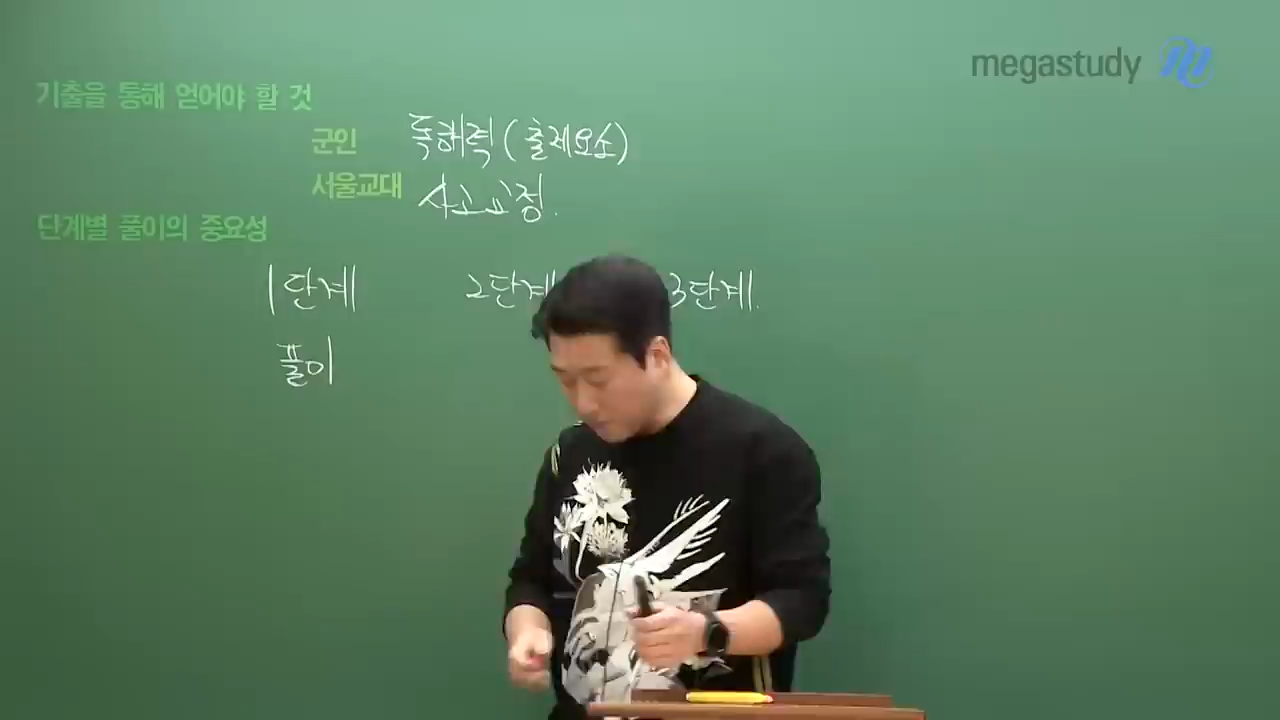 megastudy
기출을 통해 얻어야 할 것
군인 독해력 (출제요소)
서울교대 사고교정.
단계별 풀이의 중요성
1단계 2단계 3단계.
풀이